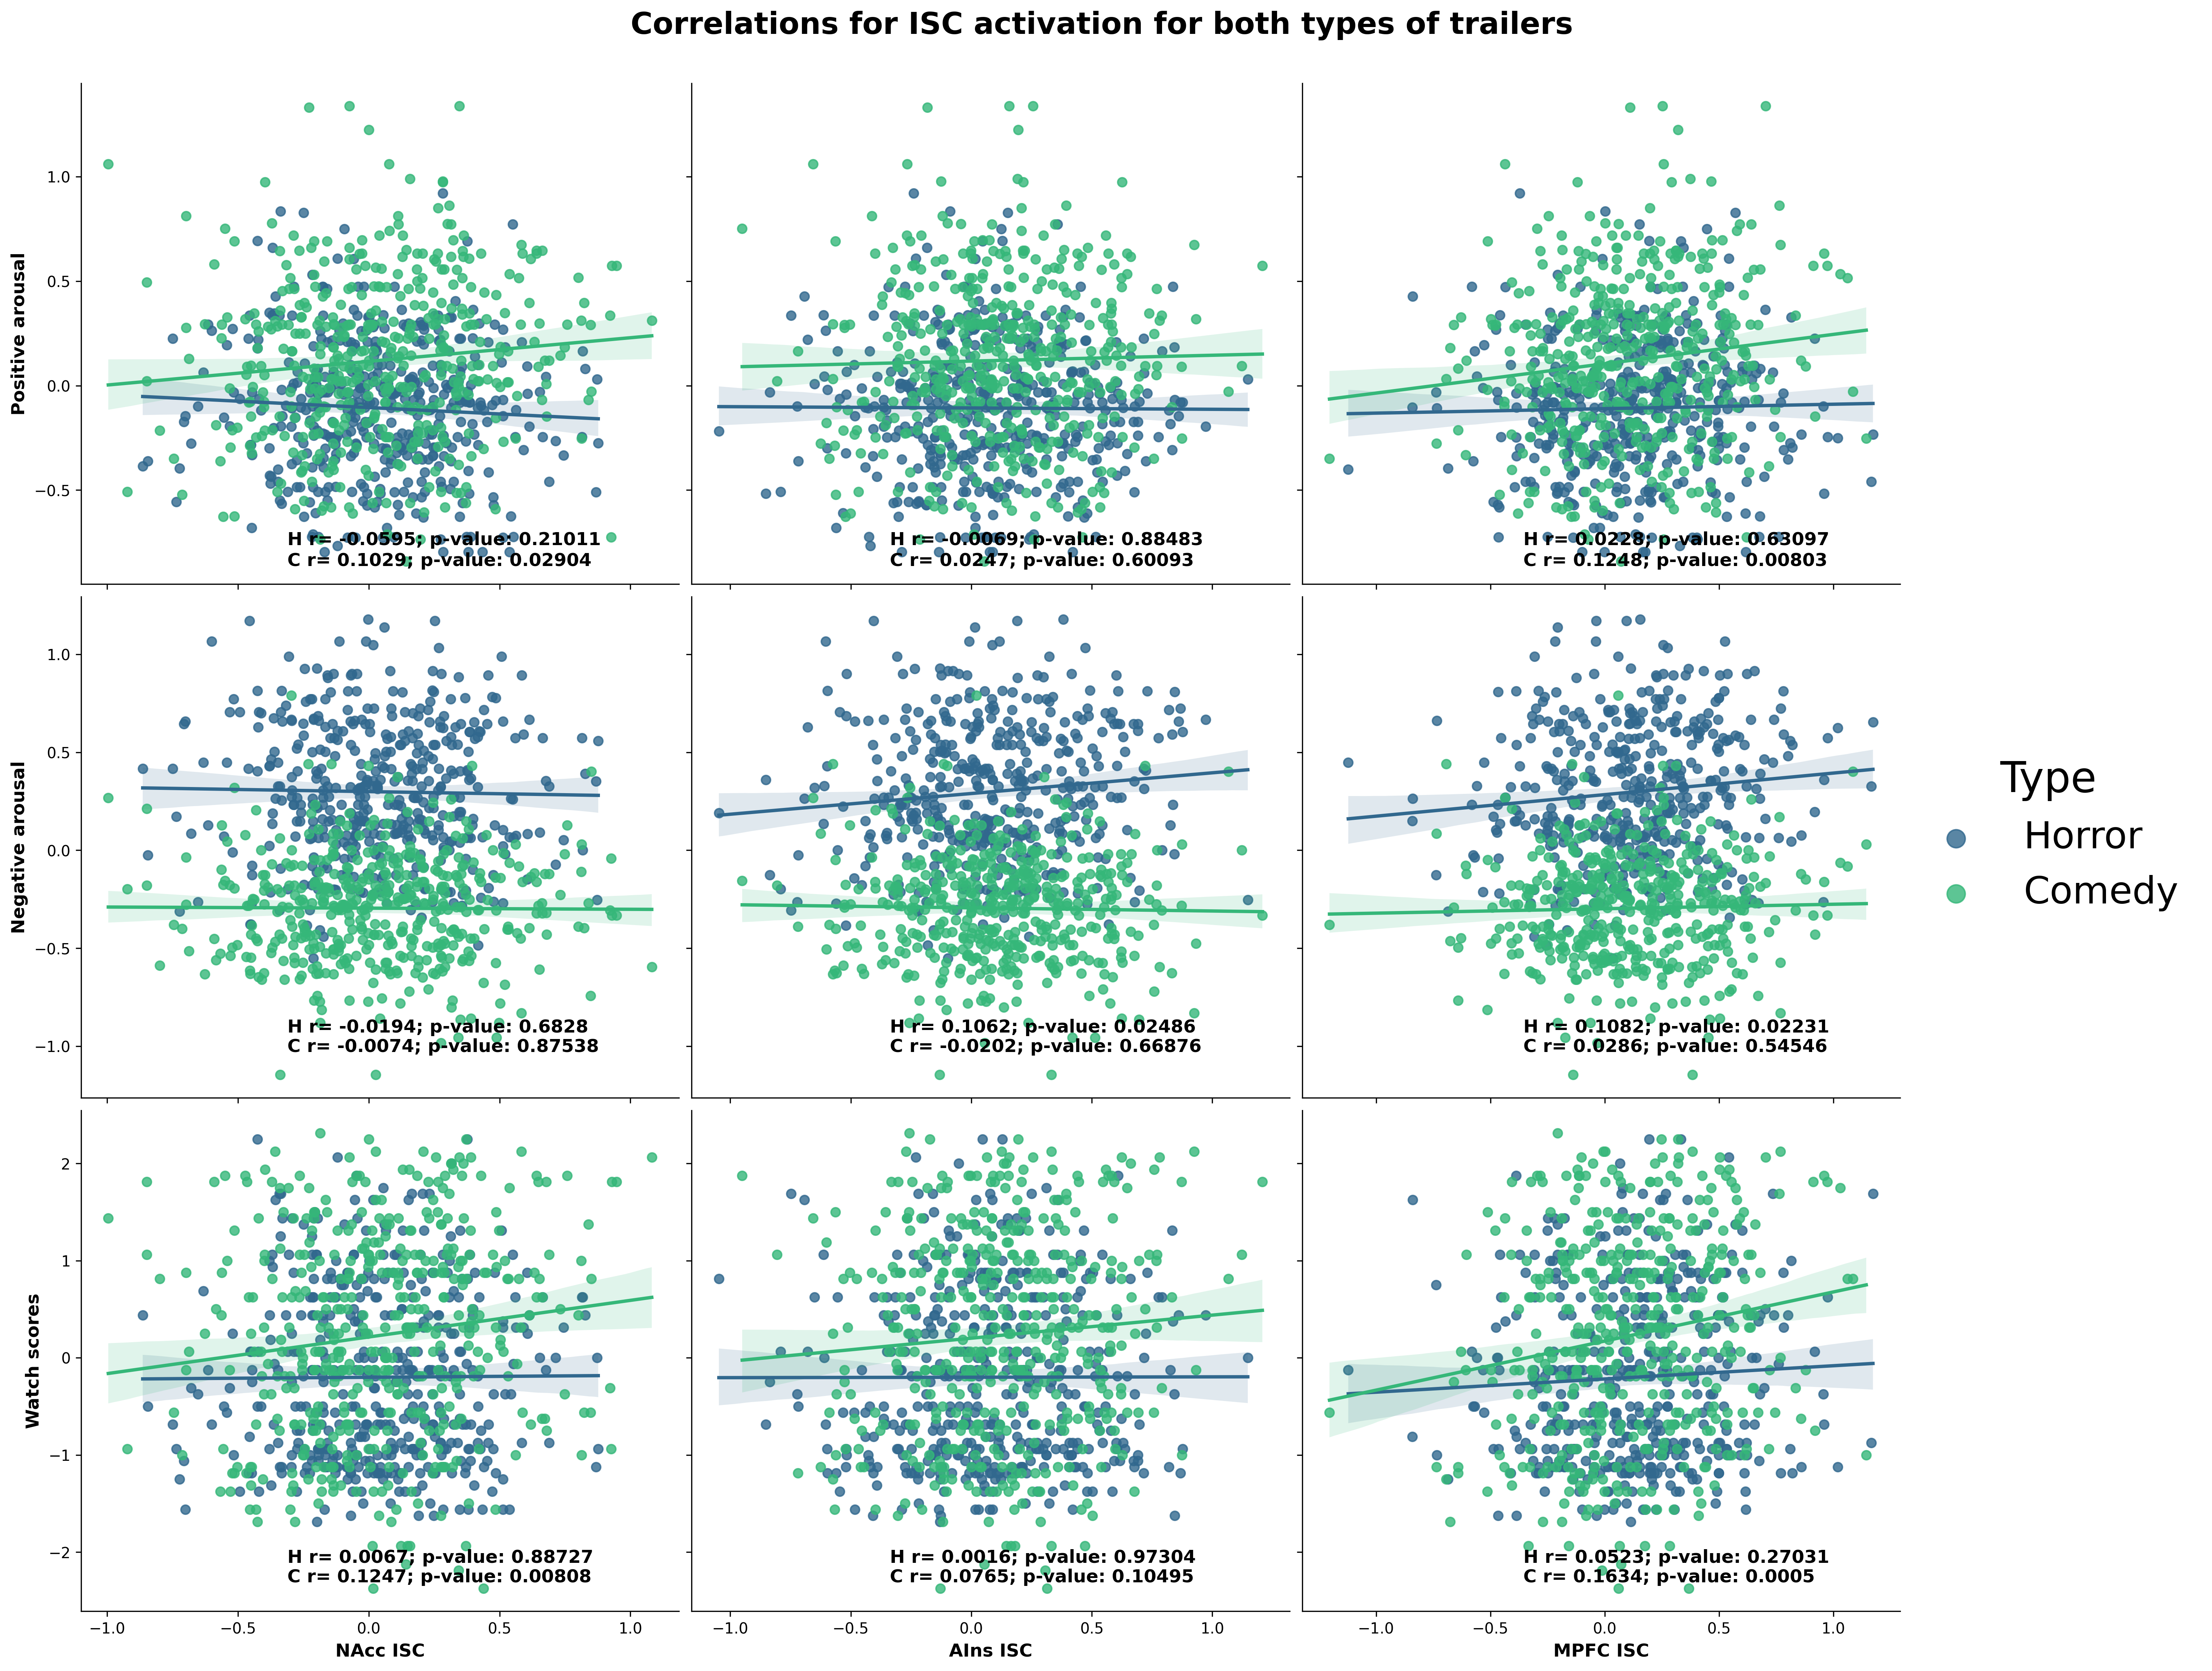 Correlations for ISC activation for both types of trailers
Positive arousal
1.0
0.5
0.0
−0.5
H r= -0.0595; p-value: 0.21011
C r= 0.1029; p-value: 0.02904
H r= -0.0069; p-value: 0.88483
C r= 0.0247; p-value: 0.60093
H r= 0.0228; p-value: 0.63097
C r= 0.1248; p-value: 0.00803
Negative arousal
1.0
0.5
0.0
−0.5
−1.0
H r= -0.0194; p-value: 0.6828
C r= -0.0074; p-value: 0.87538
H r= 0.1062; p-value: 0.02486
C r= -0.0202; p-value: 0.66876
H r= 0.1082; p-value: 0.02231
C r= 0.0286; p-value: 0.54546
Type
Horror
Comedy
Watch scores
2
1
0
−1
−2
H r= 0.0067; p-value: 0.88727
C r= 0.1247; p-value: 0.00808
H r= 0.0016; p-value: 0.97304
C r= 0.0765; p-value: 0.10495
H r= 0.0523; p-value: 0.27031
C r= 0.1634; p-value: 0.0005
−1.0 −0.5 0.0 0.5 1.0
NAcc ISC
−1.0 −0.5 0.0 0.5 1.0
AIns ISC
−1.0 −0.5 0.0 0.5 1.0
MPFC ISC